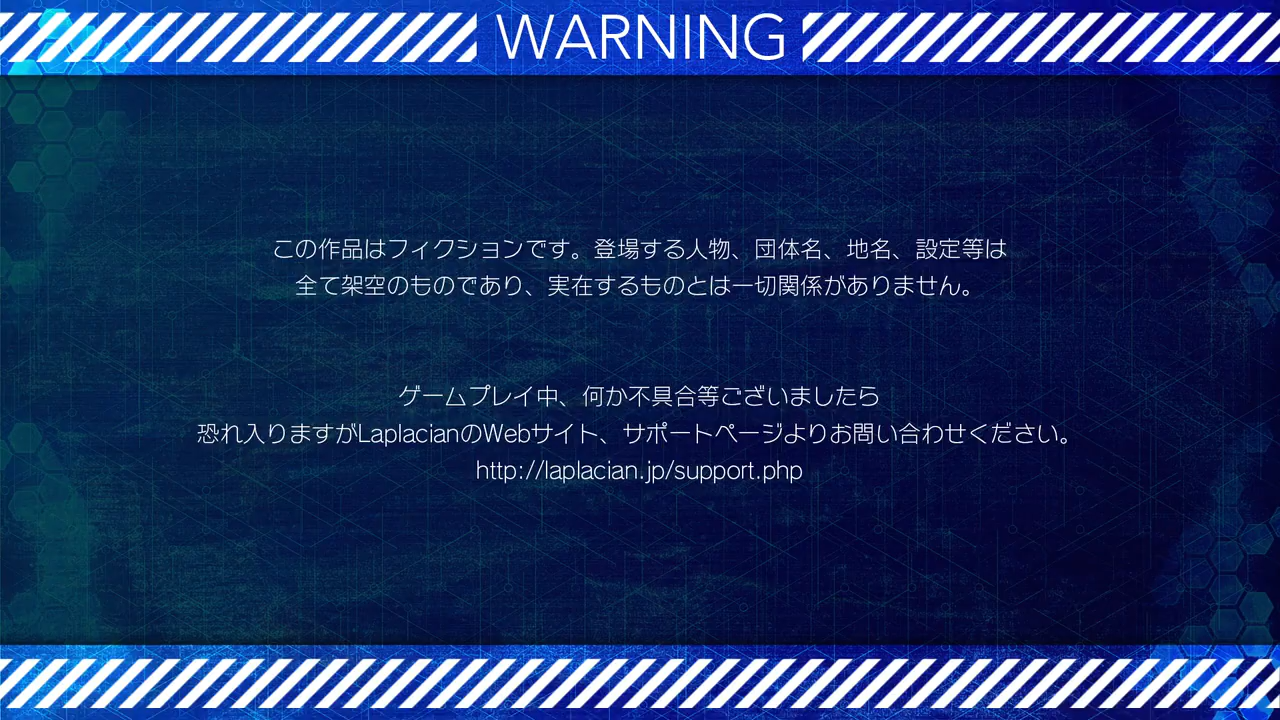 WARNING
この作品はフィクションです。登場する人物、団体名、地名、設定等は
全て架空のものであり、実在するものとは一切関係がありません。
ゲームプレイ中、何か不具合等ございましたら
恐れ入りますがLaplacianのWebサイト、サポートページよりお問い合わせください。
http://laplacian.jp/support.php